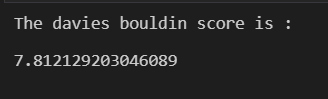 The davies bouldin score is :
7.812129203046089